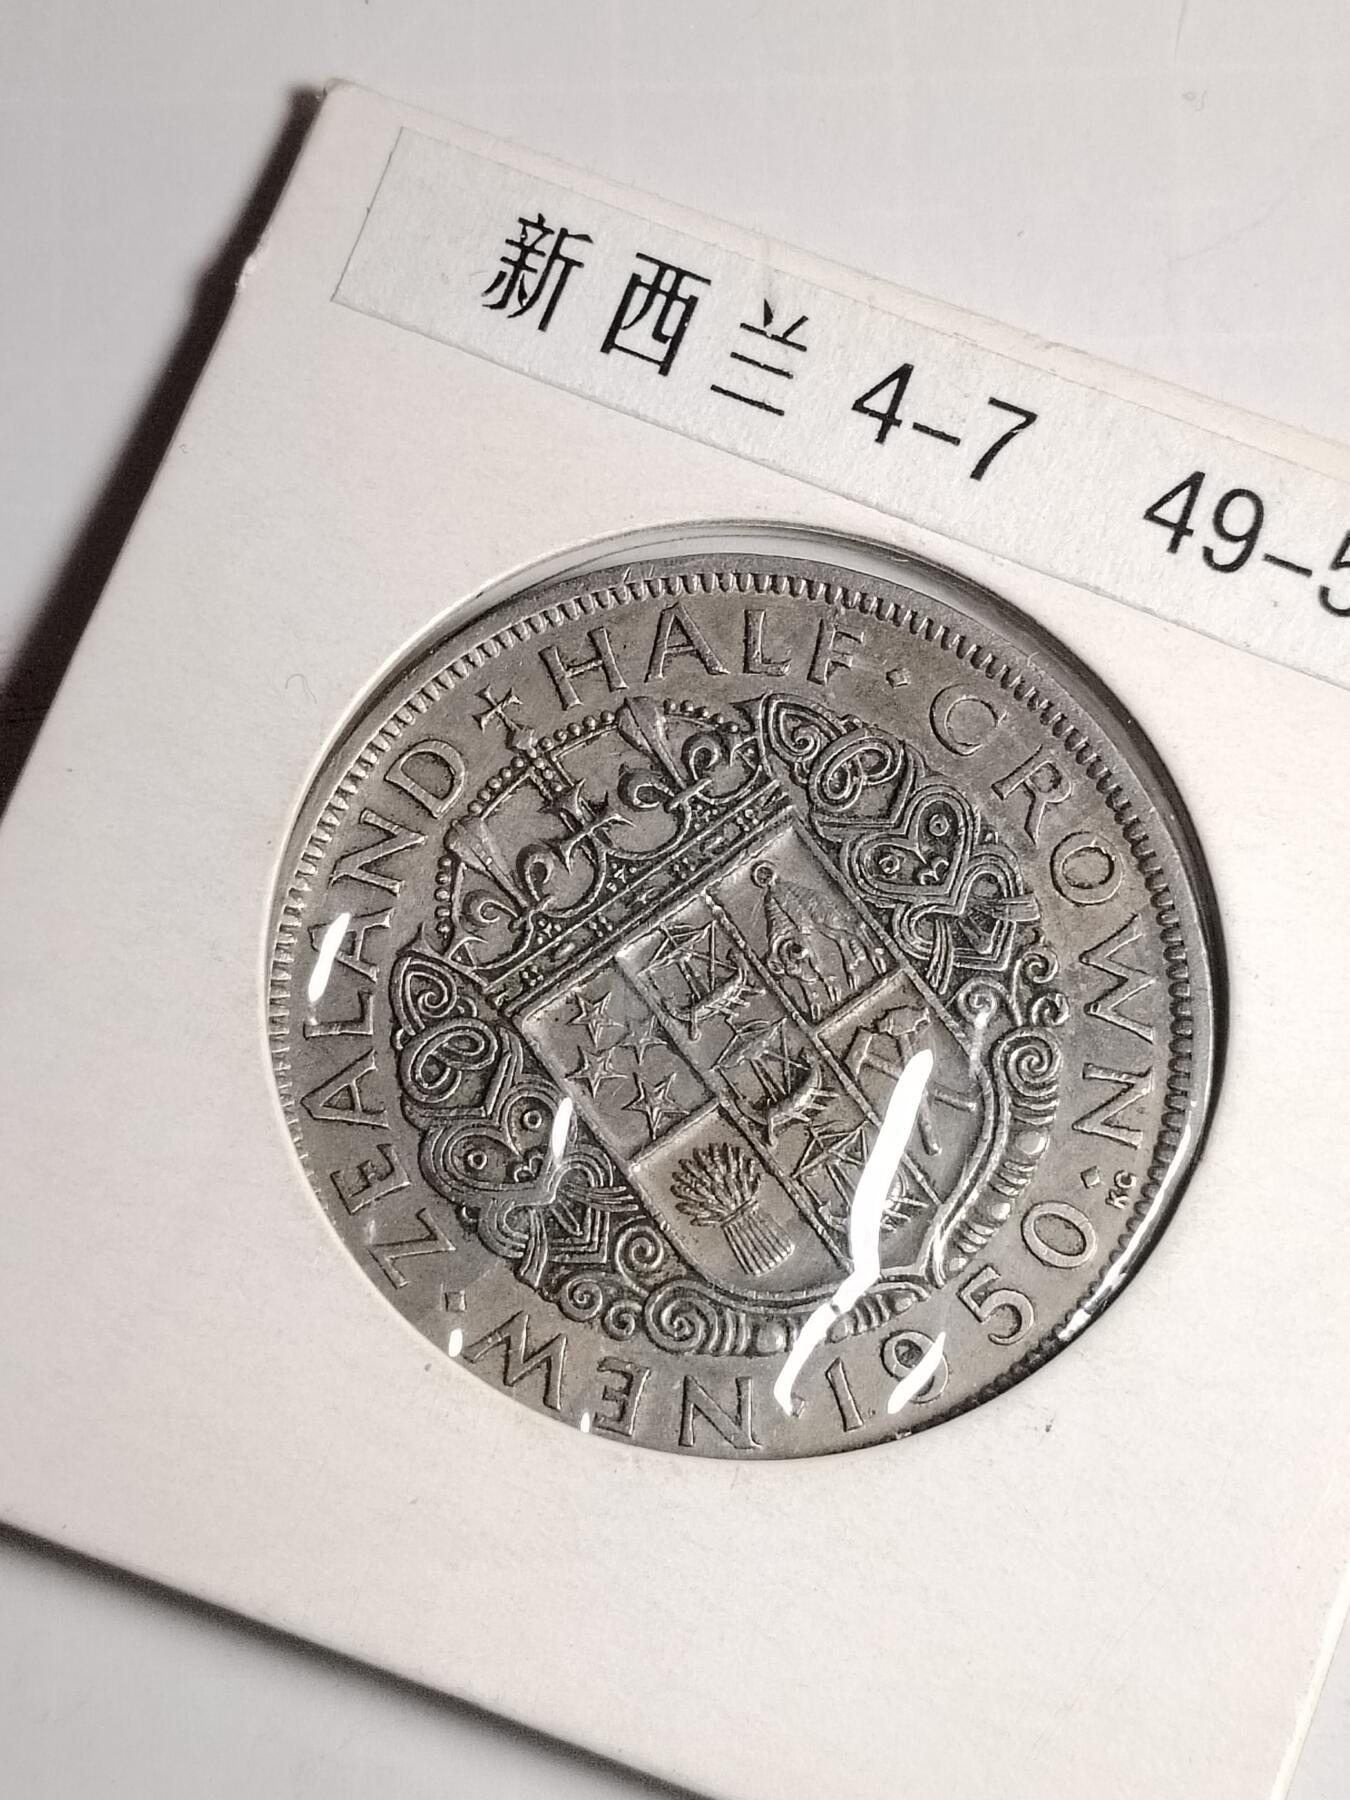 新西兰 4-7 49-5
NEW · ZEALAND + HALF · CROWN · 1950 ·
KG